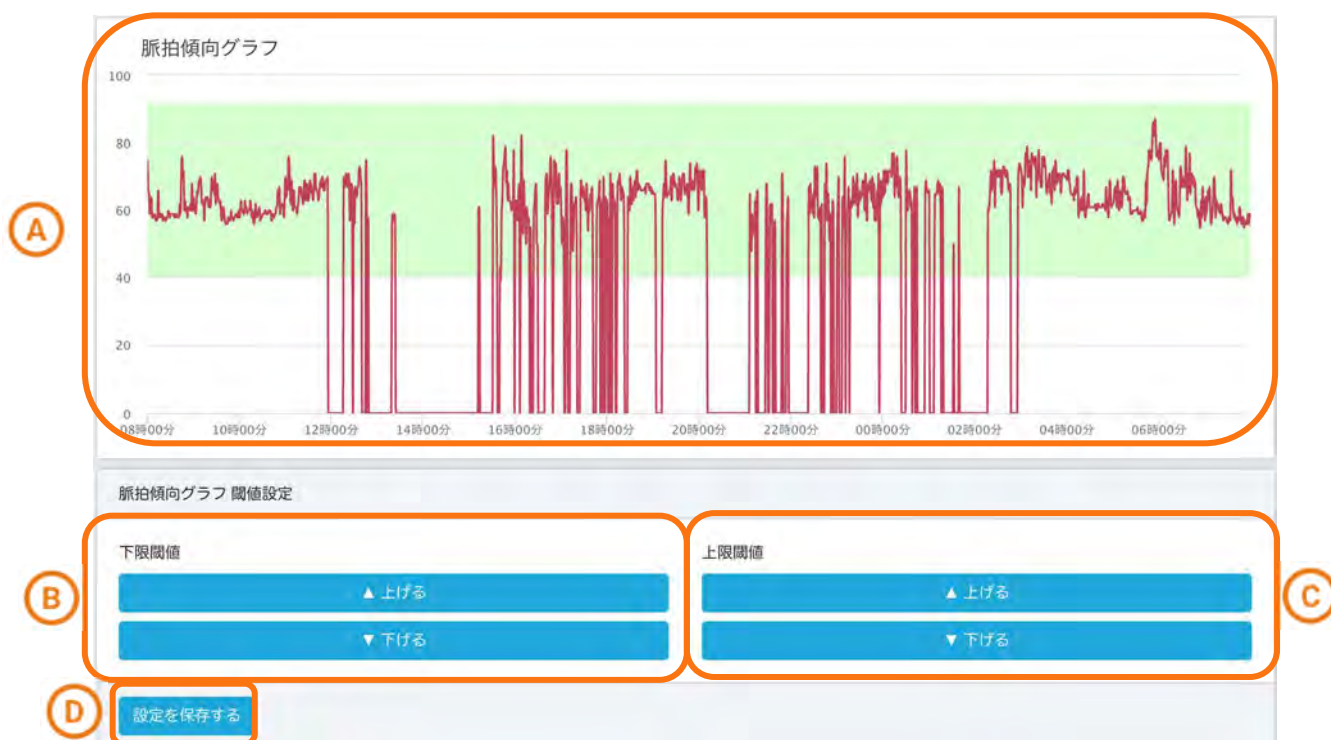 脈拍傾向グラフ
100
80
60
40
20
0
08時00分 10時00分 12時00分 14時00分 16時00分 18時00分 20時00分 22時00分 00時00分 02時00分 04時00分 06時00分
A
脈拍傾向グラフ 閾値設定
下限閾値 上限閾値
▲ 上げる ▲ 上げる
B C
▼ 下げる ▼ 下げる
D 設定を保存する